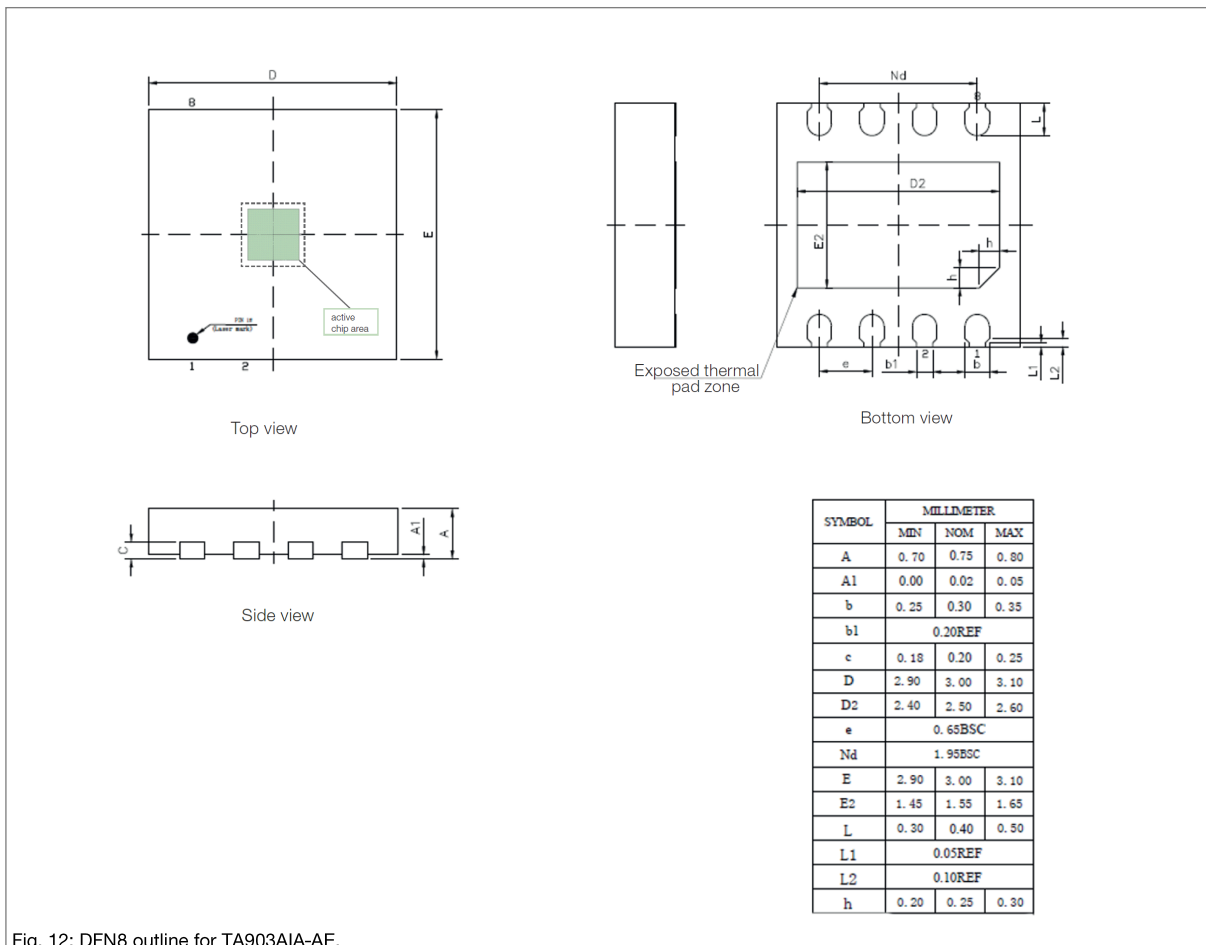 D
B
E
active
chip area
PIN 1#
(Laser mark)
1 2
Top view
Nd
8
L
D2
E2
h
h
Exposed thermal
pad zone
2 1
e b1 b L1 L2
Bottom view
C A1 A
Side view
SYMBOL MILLIMETER
MIN NOM MAX
A 0.70 0.75 0.80
A1 0.00 0.02 0.05
b 0.25 0.30 0.35
b1 0.20REF
c 0.18 0.20 0.25
D 2.90 3.00 3.10
D2 2.40 2.50 2.60
e 0.65BSC
Nd 1.95BSC
E 2.90 3.00 3.10
E2 1.45 1.55 1.65
L 0.30 0.40 0.50
L1 0.05REF
L2 0.10REF
h 0.20 0.25 0.30
Fig. 12: DFN8 outline for TA903AIA-AE.